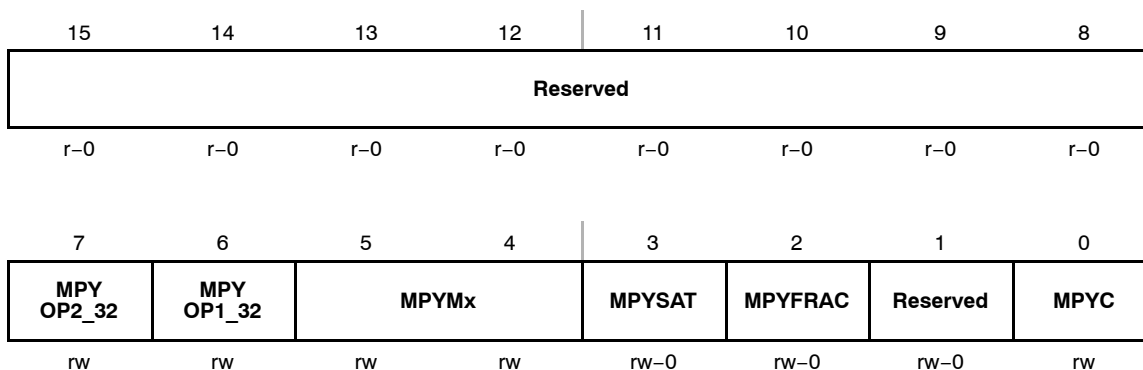 15 14 13 12 11 10 9 8
Reserved
r−0 r−0 r−0 r−0 r−0 r−0 r−0 r−0
7 6 5 4 3 2 1 0
MPY OP2_32 MPY OP1_32 MPYMx MPYSAT MPYFRAC Reserved MPYC
rw rw rw rw rw−0 rw−0 rw−0 rw